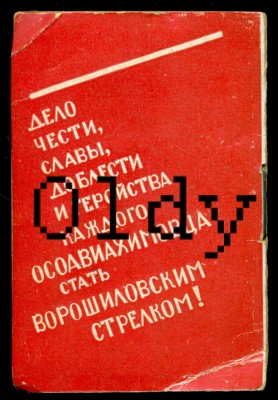 ДЕЛО
ЧЕСТИ,
СЛАВЫ,
ДОБЛЕСТИ
И ГЕРОЙСТВА
КАЖДОГО
ОСОАВИАХИМОВЦА
СТАТЬ
ВОРОШИЛОВСКИМ
СТРЕЛКОМ!
Oldy